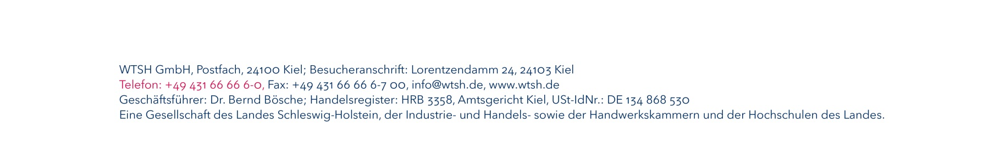 WTSH GmbH, Postfach, 24100 Kiel; Besucheranschrift: Lorentzendamm 24, 24103 Kiel
Telefon: +49 431 66 66 6-0, Fax: +49 431 66 66 6-7 00, info@wtsh.de, www.wtsh.de
Geschäftsführer: Dr. Bernd Bösche; Handelsregister: HRB 3358, Amtsgericht Kiel, USt-IdNr.: DE 134 868 530
Eine Gesellschaft des Landes Schleswig-Holstein, der Industrie- und Handels- sowie der Handwerkskammern und der Hochschulen des Landes.